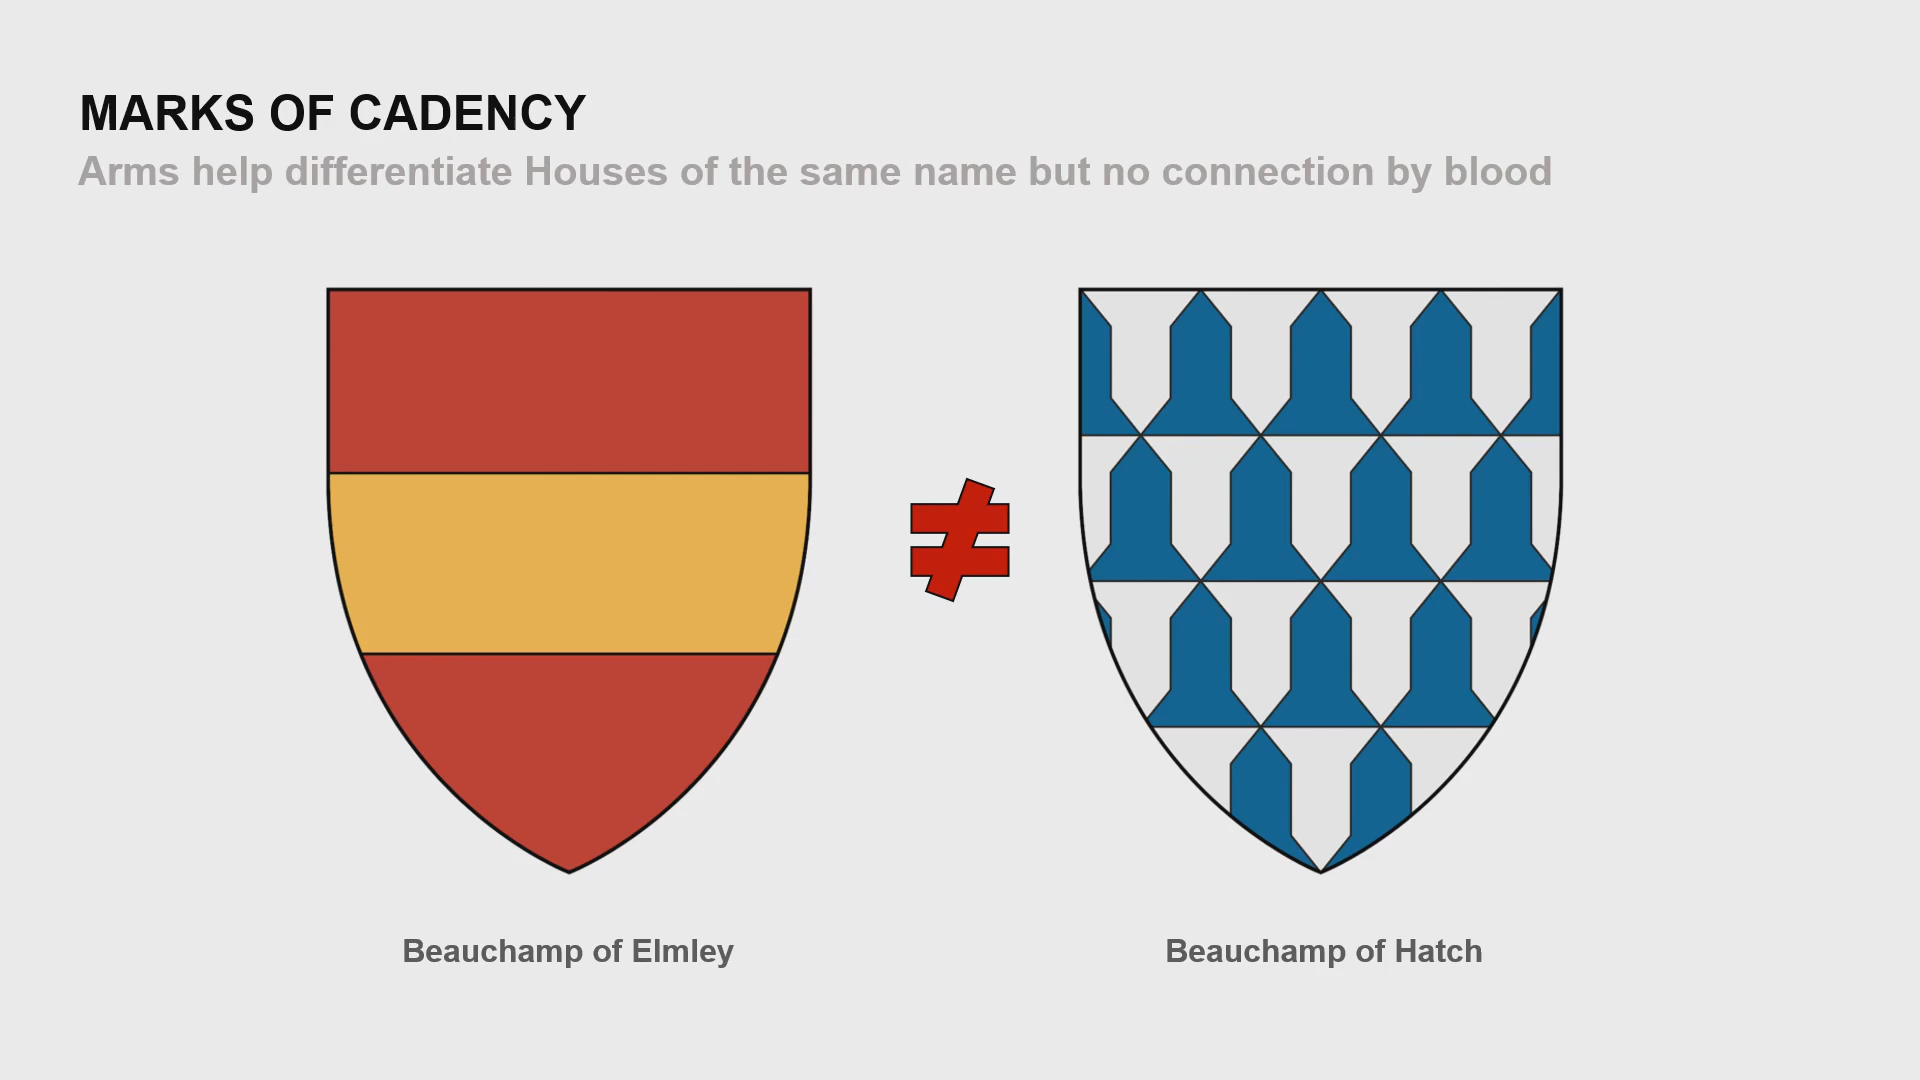 MARKS OF CADENCY
Arms help differentiate Houses of the same name but no connection by blood
≠
Beauchamp of Elmley
Beauchamp of Hatch